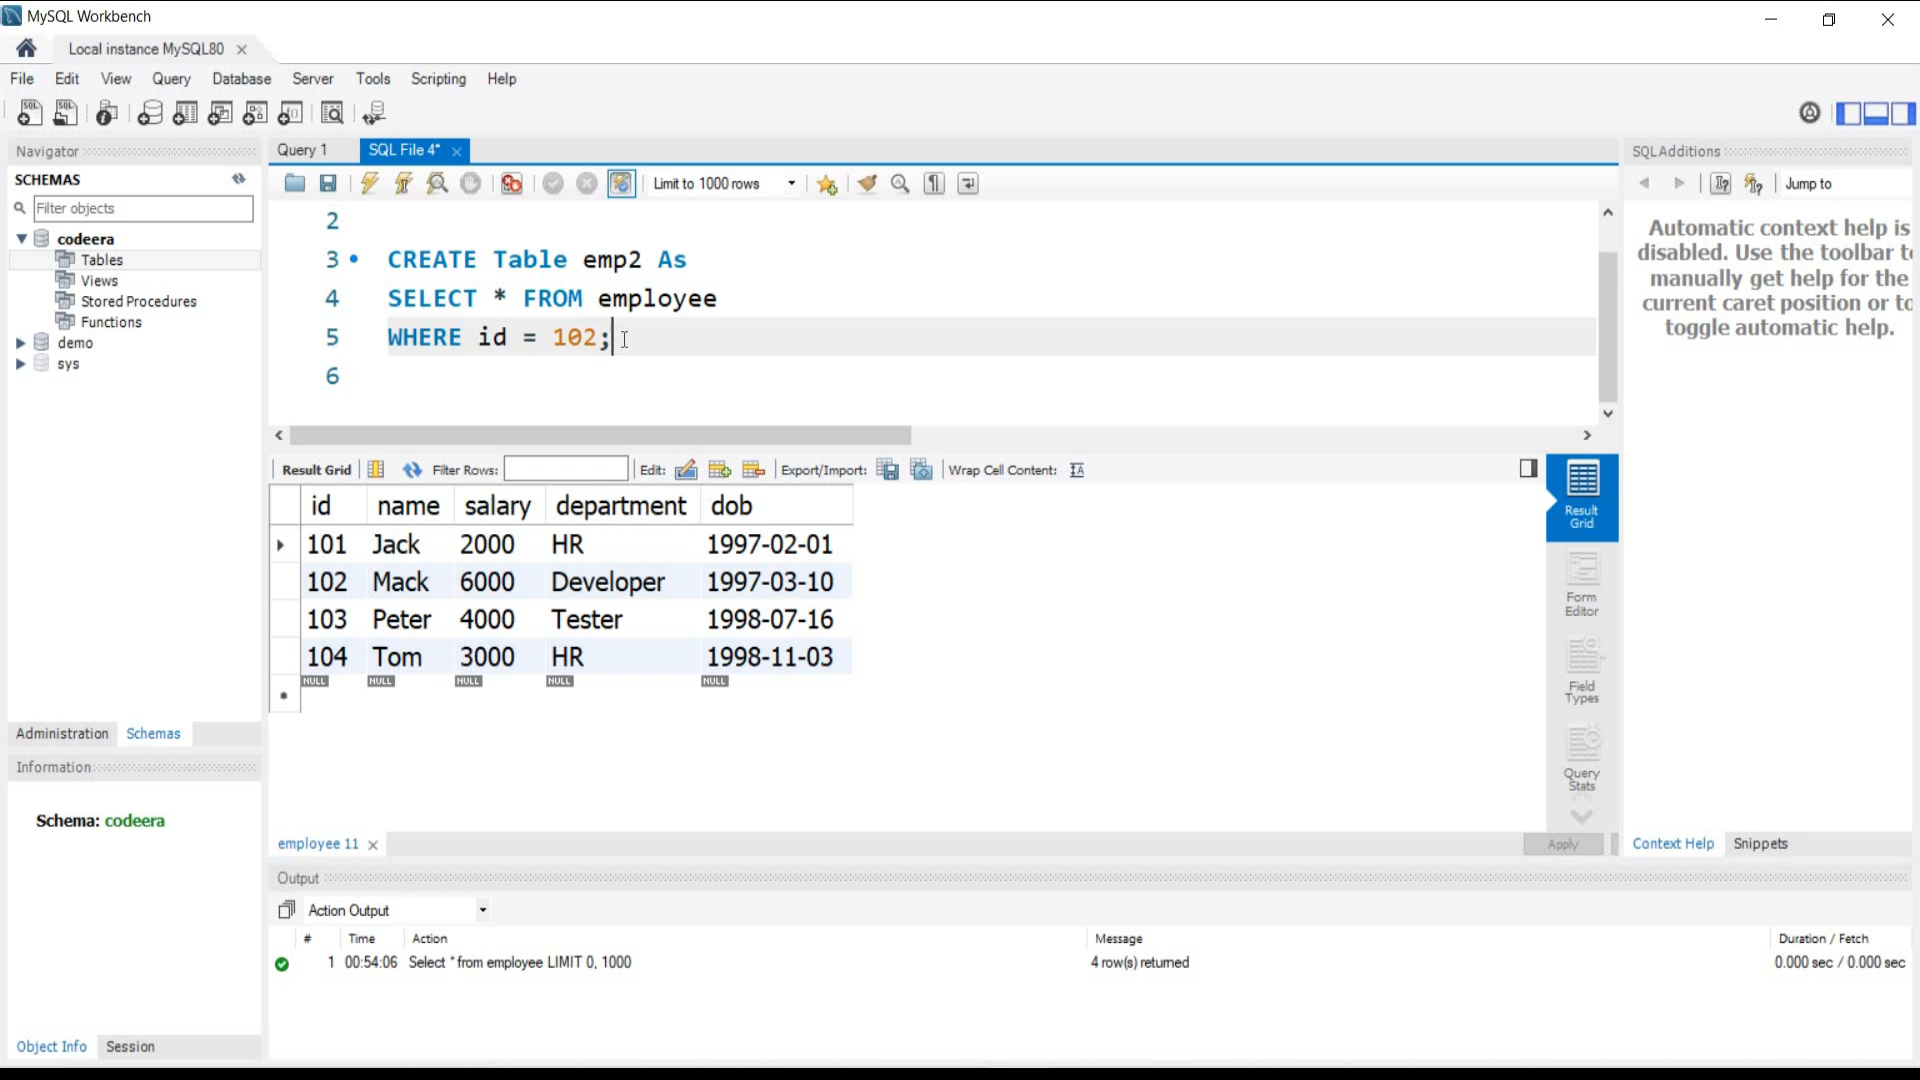 MySQL Workbench
Local instance MySQL80
File Edit View Query Database Server Tools Scripting Help
Navigator
SCHEMAS
Filter objects
codeera
Tables
Views
Stored Procedures
Functions
demo
sys
Administration Schemas
Information
Schema: codeera
Object Info Session
Query 1 SQL File 4*
Limit to 1000 rows
2
3 CREATE Table emp2 As
4 SELECT * FROM employee
5 WHERE id = 102;
6
Result Grid Filter Rows: Edit: Export/Import: Wrap Cell Content:
id name salary department dob
101 Jack 2000 HR 1997-02-01
102 Mack 6000 Developer 1997-03-10
103 Peter 4000 Tester 1998-07-16
104 Tom 3000 HR 1998-11-03
NULL NULL NULL NULL NULL
Result
Grid
Form
Editor
Field
Types
Query
Stats
employee 11
Apply
SQLAdditions
Jump to
Automatic context help is
disabled. Use the toolbar to
manually get help for the
current caret position or to
toggle automatic help.
Context Help Snippets
Output
Action Output
# Time Action Message Duration / Fetch
1 00:54:06 Select * from employee LIMIT 0, 1000 4 row(s) returned 0.000 sec / 0.000 sec